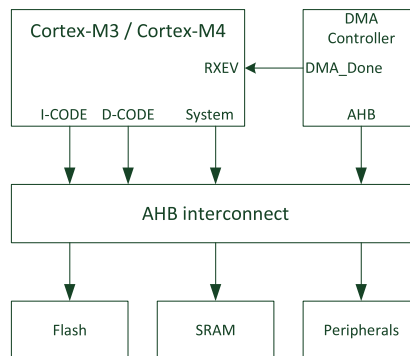 Cortex-M3 / Cortex-M4
DMA
Controller
RXEV
DMA_Done
I-CODE
D-CODE
System
AHB
AHB interconnect
Flash
SRAM
Peripherals